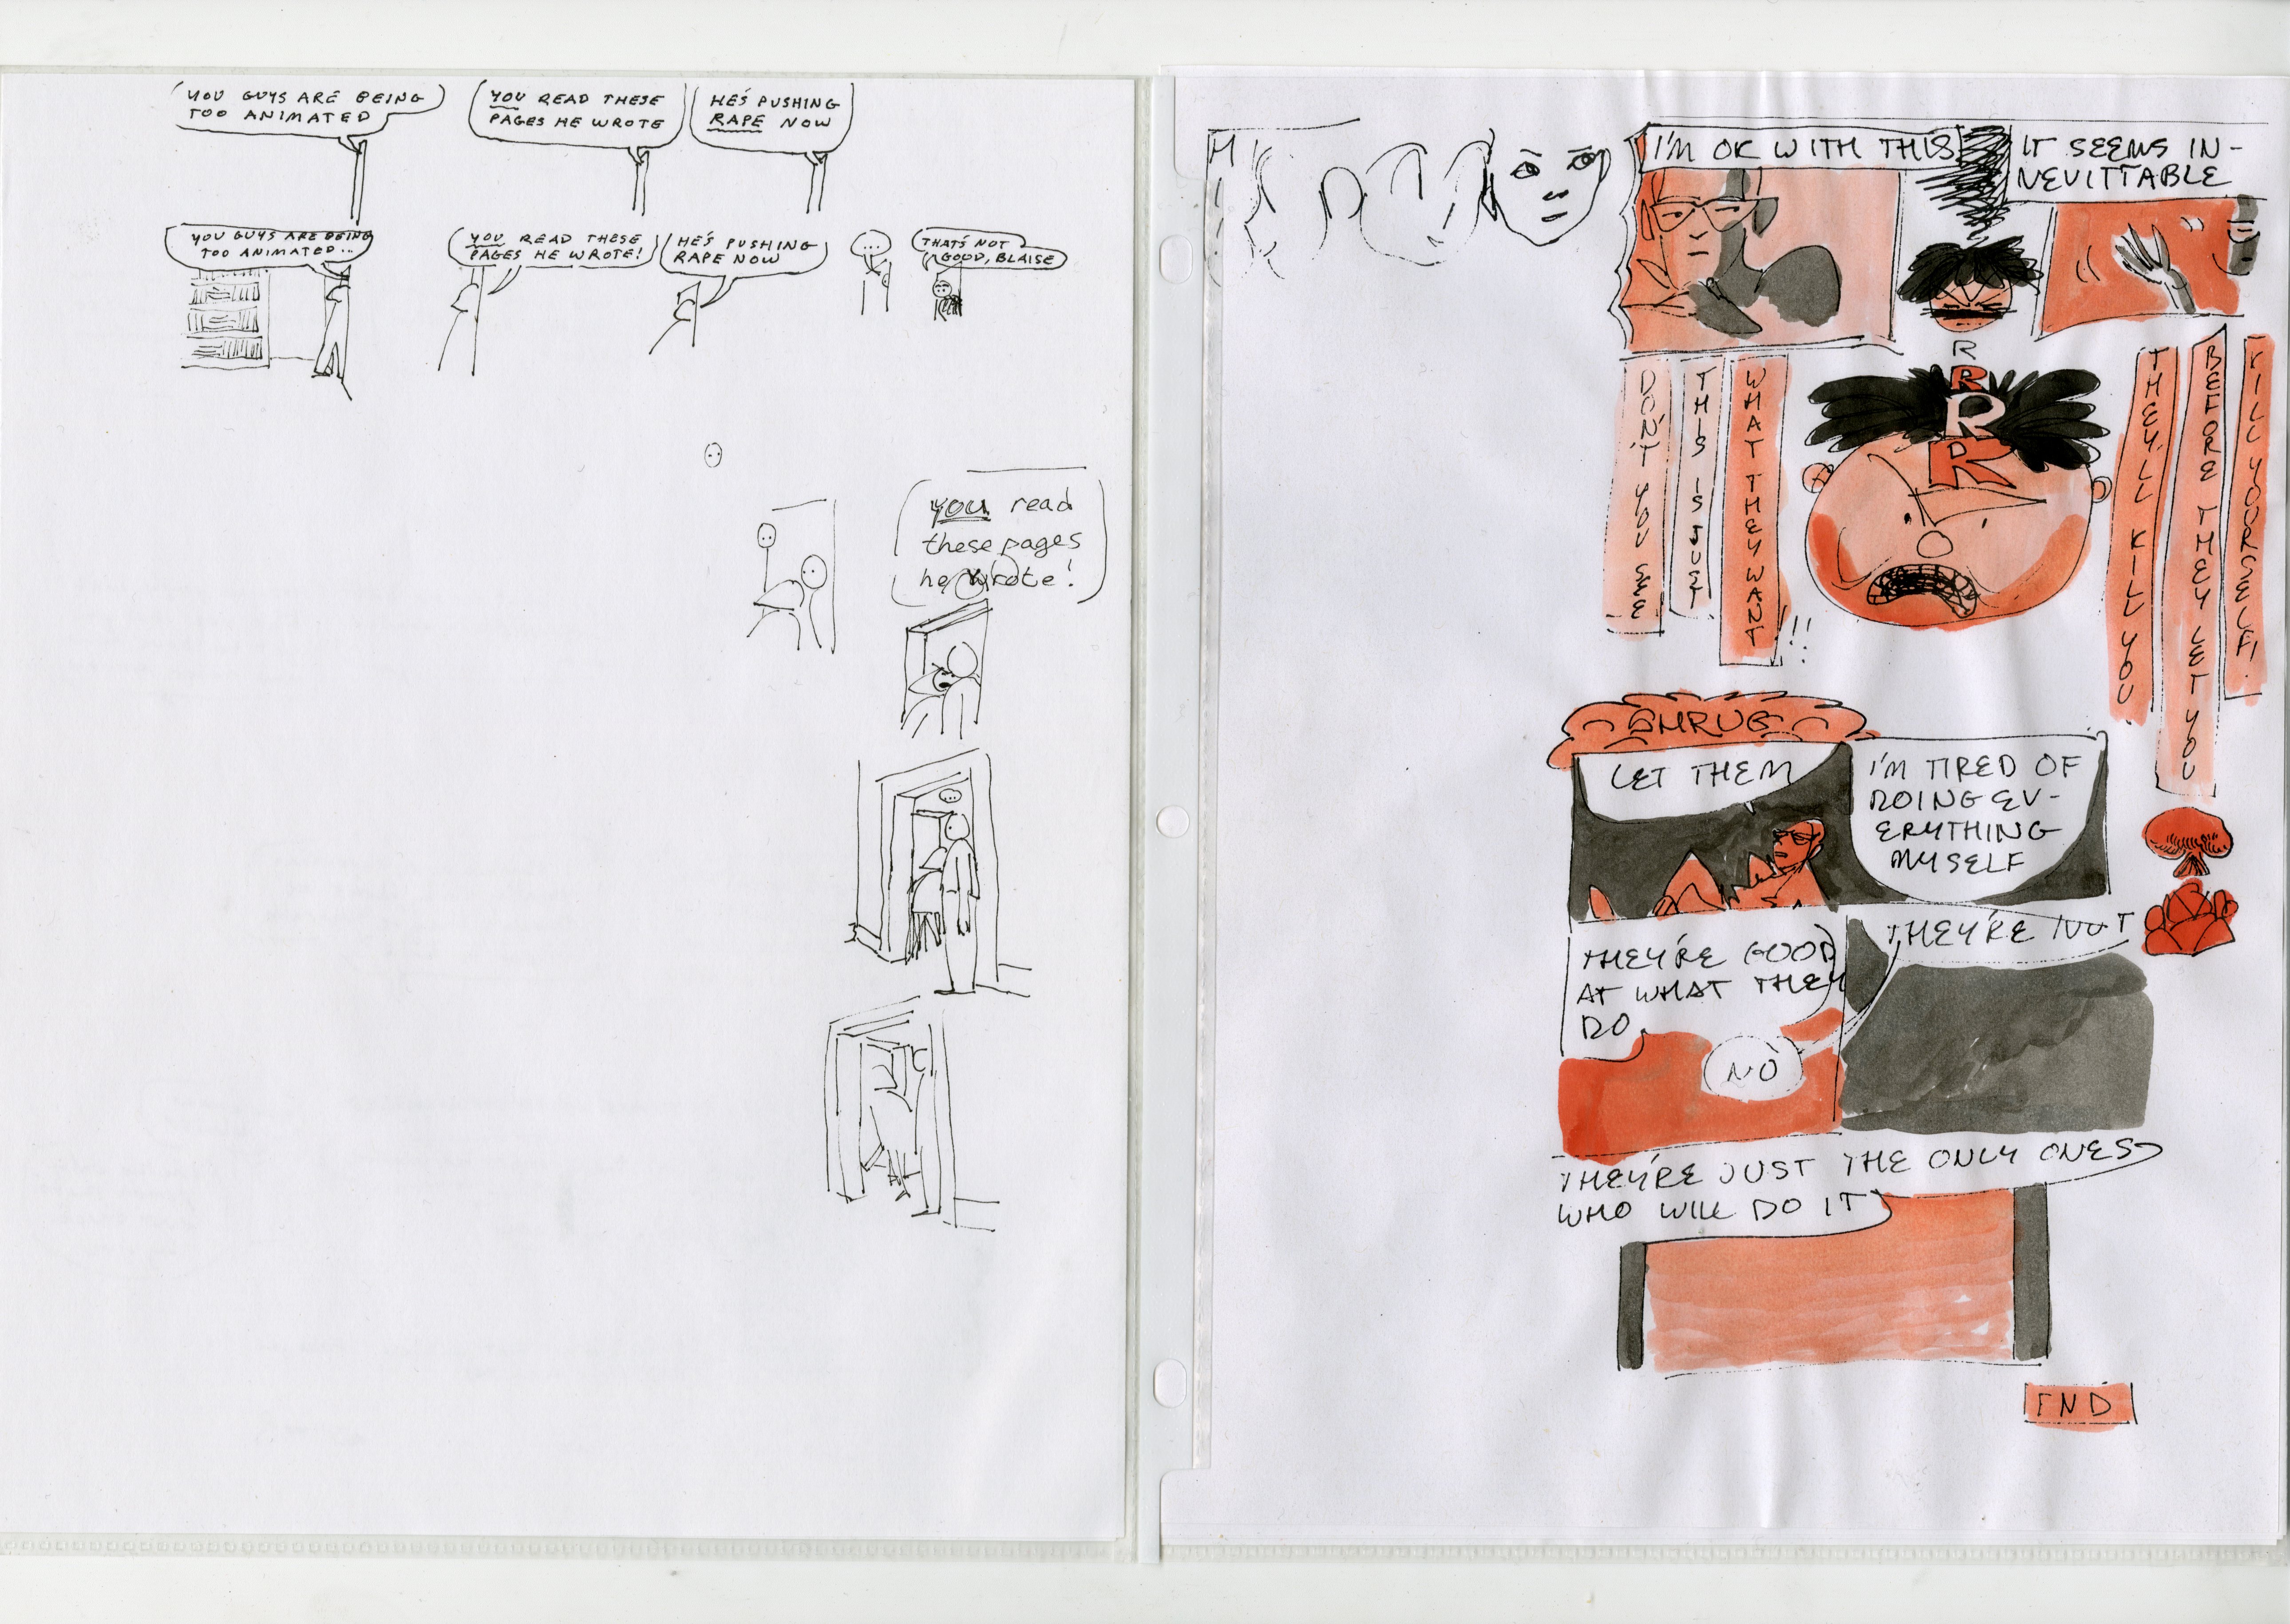 YOU GUYS ARE BEING
TOO ANIMATED
YOU READ THESE
PAGES HE WROTE
HE'S PUSHING
RAPE NOW
YOU GUYS ARE BEING
TOO ANIMATED..
YOU READ THESE
PAGES HE WROTE!
HE'S PUSHING
RAPE NOW
...
THAT'S NOT
GOOD, BLAISE
you read
these pages
he wrote!
...
I'M OK WITH THIS
IT SEEMS IN-
NEVITTABLE
R
R
R
R
DON'T YOU SEE
THIS IS JUST
WHAT THEY WANT
!!
KILL YOURSELF!
BEFORE THEY LET YOU
THEY'LL KILL YOU
SHRUG
LET THEM
I'M TIRED OF
DOING EV-
ERYTHING
MYSELF
THEY'RE GOOD
AT WHAT THEY
DO
THEY'RE NOT
NO
THEY'RE JUST THE ONLY ONES
WHO WILL DO IT
END